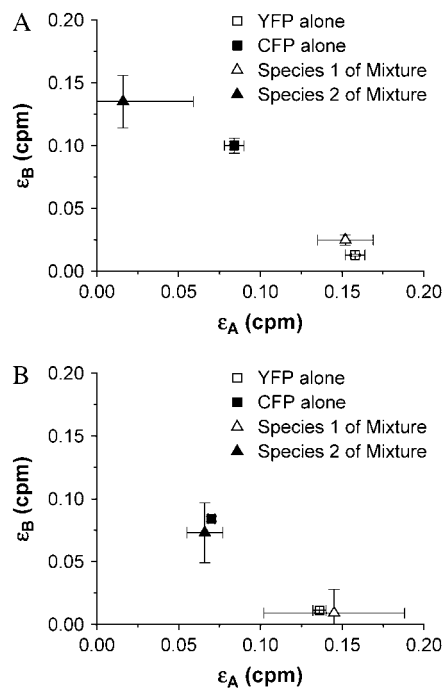 A
YFP alone
CFP alone
Species 1 of Mixture
Species 2 of Mixture
0.20
0.15
0.10
0.05
0.00
εB (cpm)
0.00 0.05 0.10 0.15 0.20
εA (cpm)
B
YFP alone
CFP alone
Species 1 of Mixture
Species 2 of Mixture
0.20
0.15
0.10
0.05
0.00
εB (cpm)
0.00 0.05 0.10 0.15 0.20
εA (cpm)